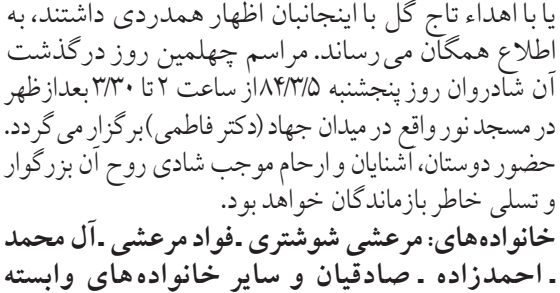 یا با اهداء تاج گل با اینجانبان اظهار همدردی داشتند، به
اطلاع همگان می‌رساند. مراسم چهلمین روز درگذشت
آن شادروان روز پنجشنبه ۸۴/۳/۵از ساعت ۲ تا ۳/۳۰ بعدازظهر
در مسجد نور واقع در میدان جهاد (دکتر فاطمی) برگزار می‌گردد.
حضور دوستان، آشنایان و ارحام موجب شادی روح آن بزرگوار
و تسلی خاطر بازماندگان خواهد بود.
خانواده‌های: مرعشی شوشتری ـ فواد مرعشی ـ آل محمد
ـ احمدزاده ـ صادقیان و سایر خانواده‌های وابسته